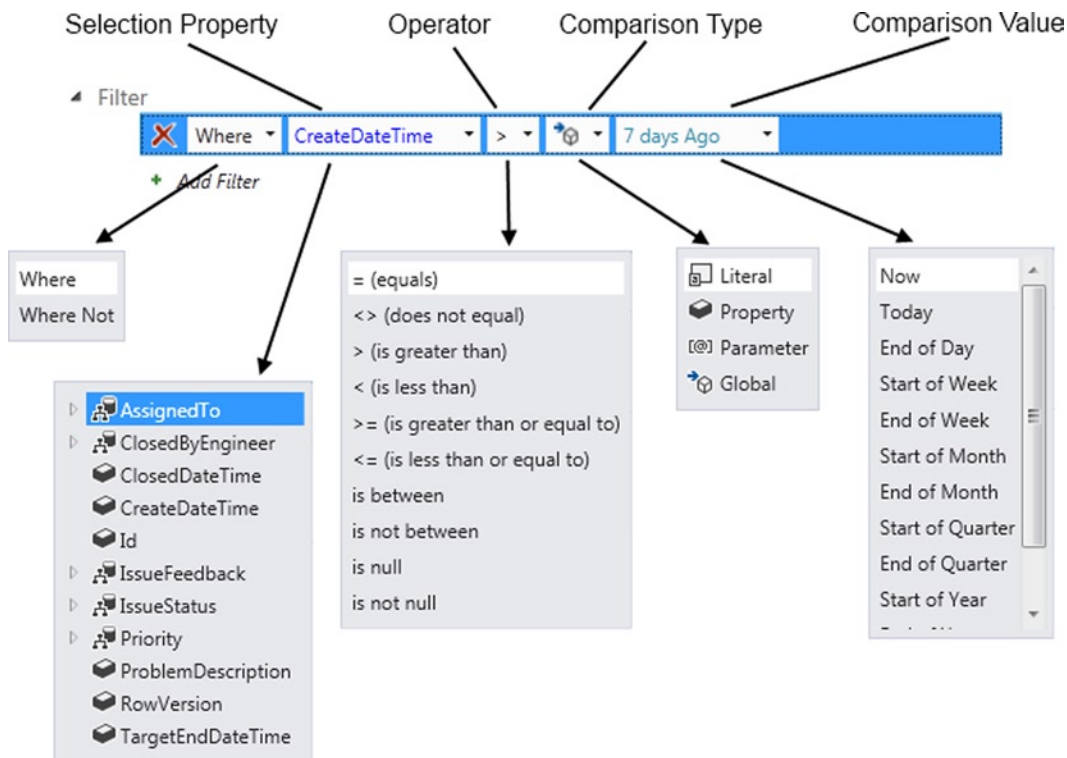 Selection Property Operator Comparison Type Comparison Value
Filter
Where CreateDateTime > 7 days Ago
Add Filter
Where
Where Not
AssignedTo
ClosedByEngineer
ClosedDateTime
CreateDateTime
Id
IssueFeedback
IssueStatus
Priority
ProblemDescription
RowVersion
TargetEndDateTime
= (equals)
<> (does not equal)
> (is greater than)
< (is less than)
>= (is greater than or equal to)
<= (is less than or equal to)
is between
is not between
is null
is not null
Literal
Property
[@] Parameter
Global
Now
Today
End of Day
Start of Week
End of Week
Start of Month
End of Month
Start of Quarter
End of Quarter
Start of Year